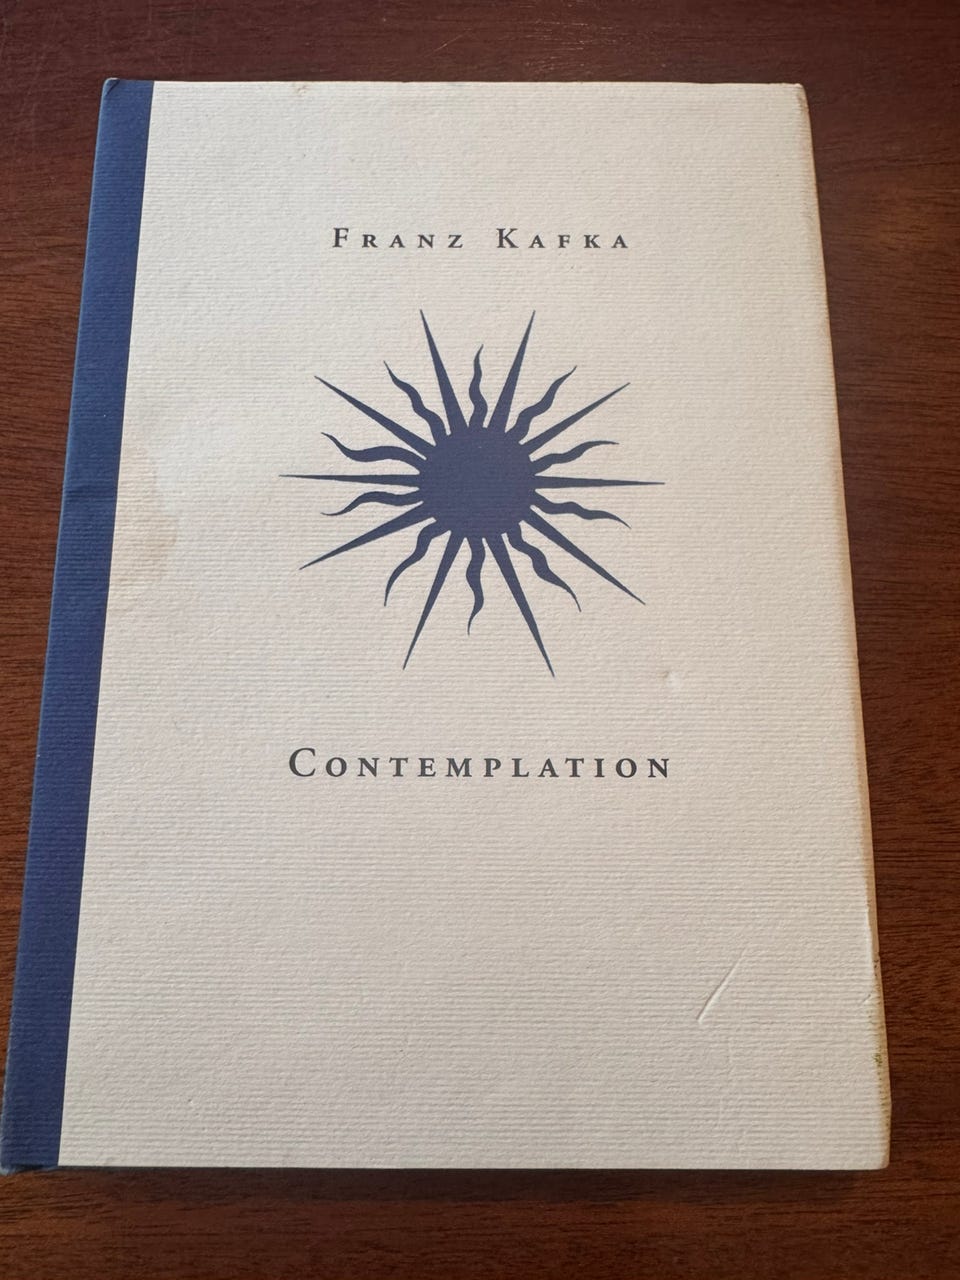 Franz Kafka
Contemplation